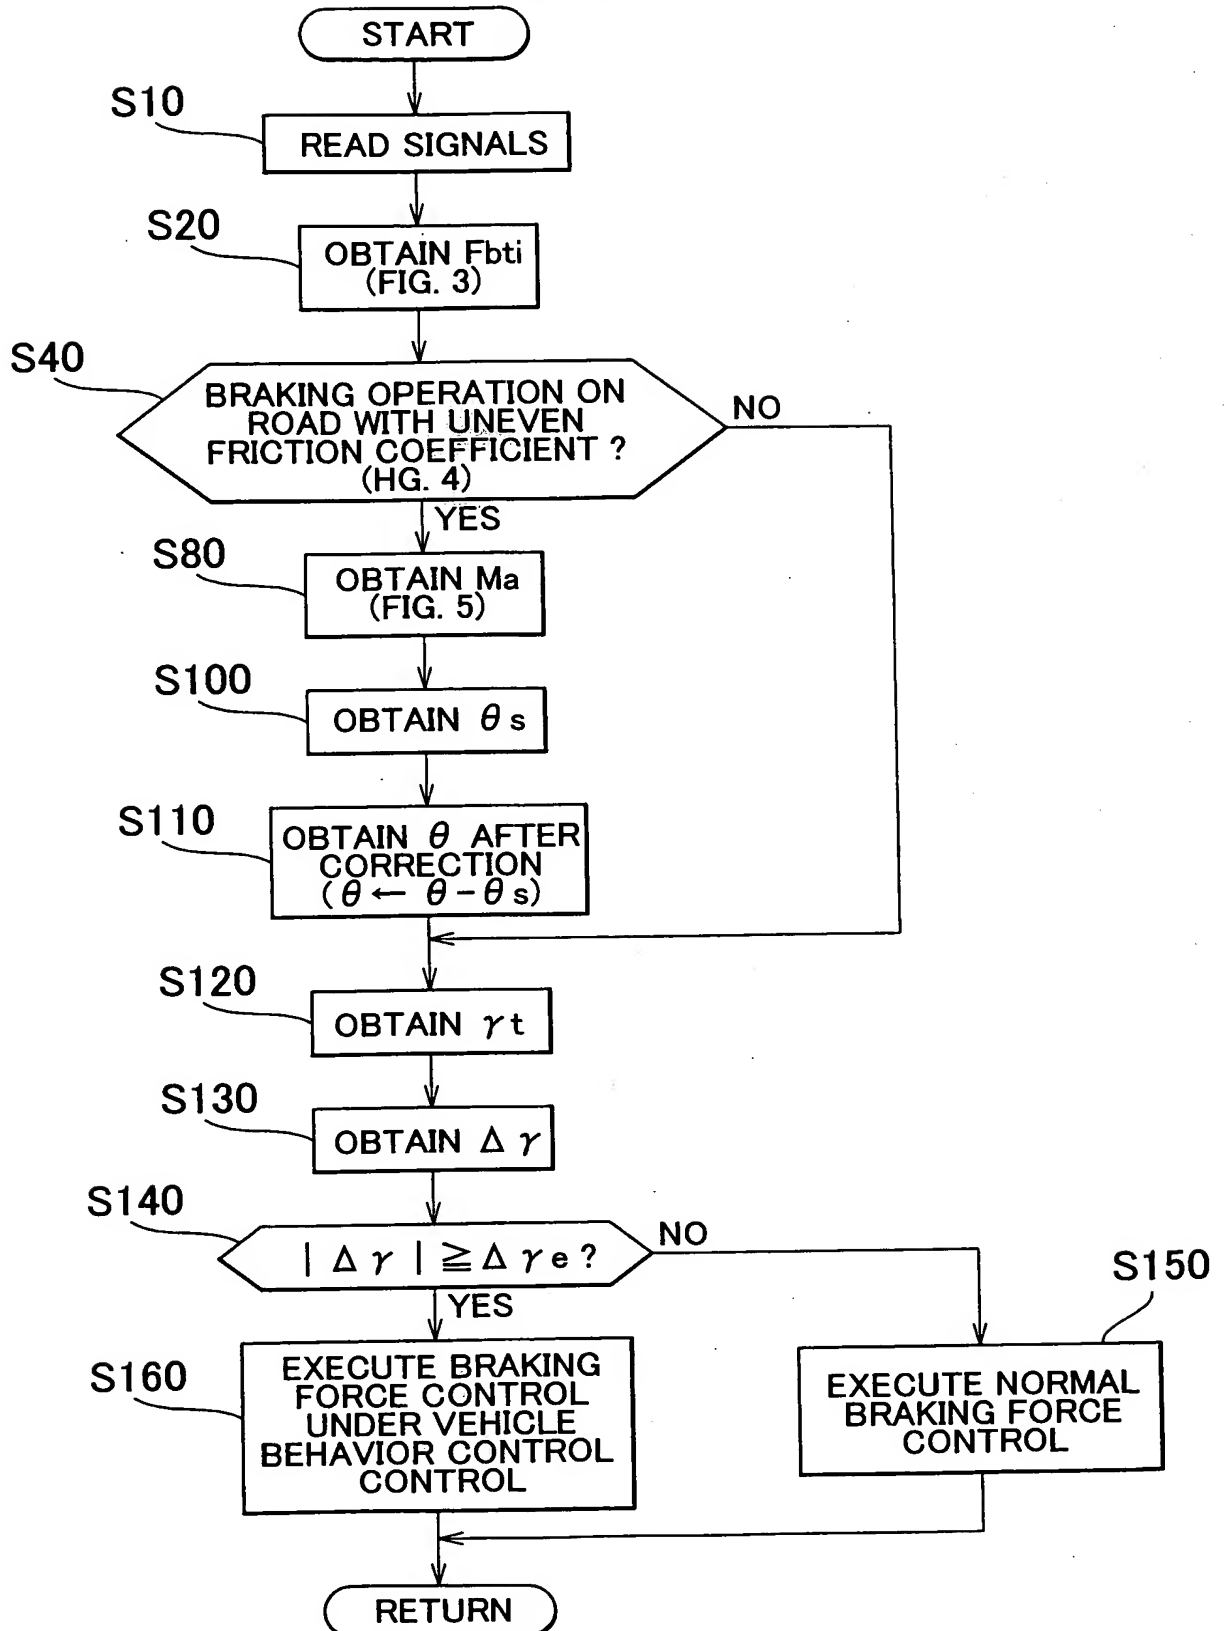 START
S10
READ SIGNALS
S20
OBTAIN Fbti
(FIG. 3)
S40
BRAKING OPERATION ON
ROAD WITH UNEVEN
FRICTION COEFFICIENT ?
(HG. 4)
NO
YES
S80
OBTAIN Ma
(FIG. 5)
S100
OBTAIN θs
S110
OBTAIN θ AFTER
CORRECTION
(θ ← θ - θs)
S120
OBTAIN γt
S130
OBTAIN Δγ
S140
| Δγ | ≧ Δγe ?
NO
YES
S150
EXECUTE NORMAL
BRAKING FORCE
CONTROL
S160
EXECUTE BRAKING
FORCE CONTROL
UNDER VEHICLE
BEHAVIOR CONTROL
CONTROL
RETURN